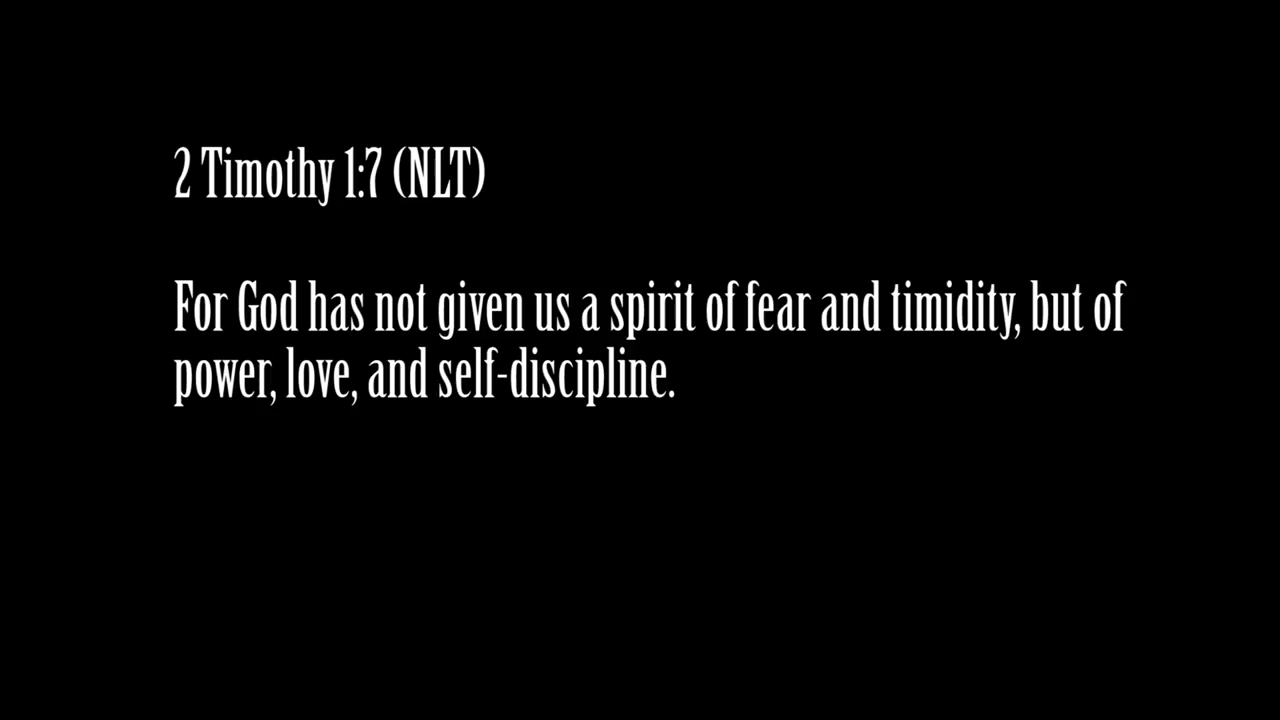 2 Timothy 1:7 (NLT)
For God has not given us a spirit of fear and timidity, but of
power, love, and self-discipline.